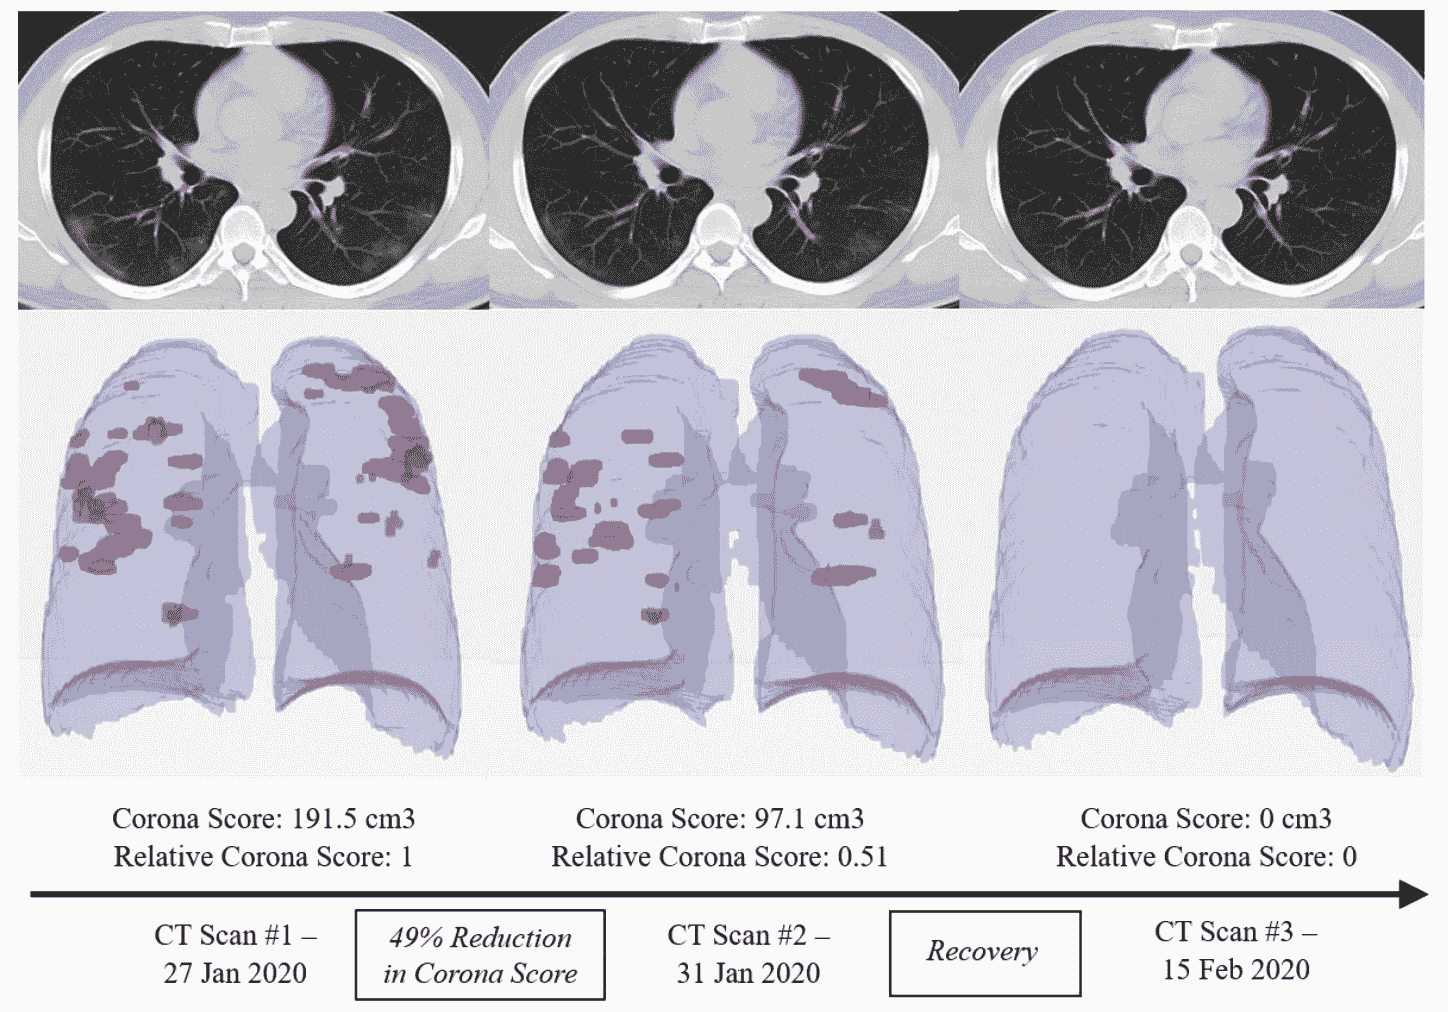 Corona Score: 191.5 cm3
Relative Corona Score: 1
Corona Score: 97.1 cm3
Relative Corona Score: 0.51
Corona Score: 0 cm3
Relative Corona Score: 0
CT Scan #1 –
27 Jan 2020
49% Reduction
in Corona Score
CT Scan #2 –
31 Jan 2020
Recovery
CT Scan #3 –
15 Feb 2020